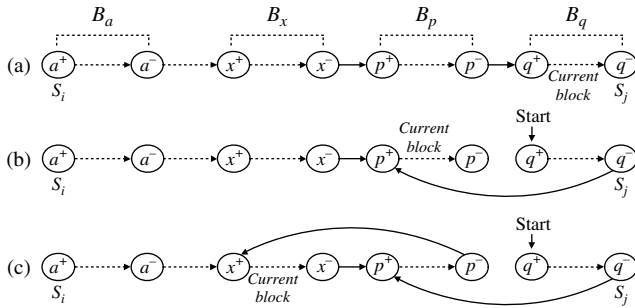 B_a B_x B_p B_q
(a) a⁺ a⁻ x⁺ x⁻ p⁺ p⁻ q⁺ q⁻
S_i Current block S_j
Current block Start
(b) a⁺ a⁻ x⁺ x⁻ p⁺ p⁻ q⁺ q⁻
S_i S_j
Start
(c) a⁺ a⁻ x⁺ x⁻ p⁺ p⁻ q⁺ q⁻
S_i Current block S_j